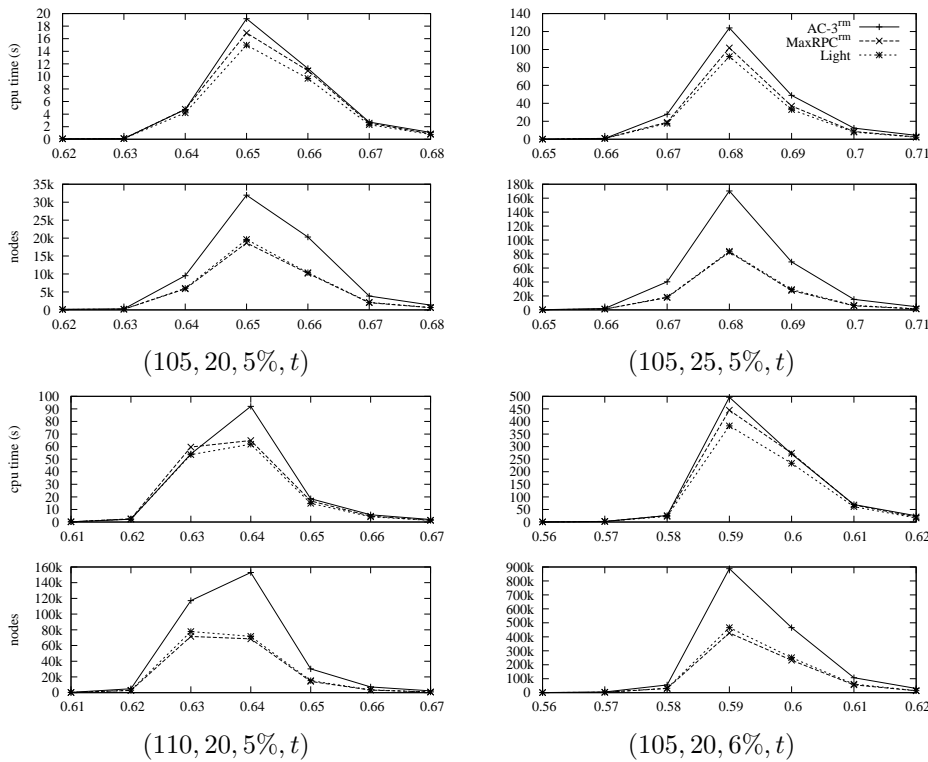 cpu time (s)
20
18
16
14
12
10
8
6
4
2
0
0.62 0.63 0.64 0.65 0.66 0.67 0.68
nodes
35k
30k
25k
20k
15k
10k
5k
0
0.62 0.63 0.64 0.65 0.66 0.67 0.68
(105, 20, 5%, t)
140
120
100
80
60
40
20
0
0.65 0.66 0.67 0.68 0.69 0.7 0.71
AC-3rm
MaxRPCrm
Light
180k
160k
140k
120k
100k
80k
60k
40k
20k
0
0.65 0.66 0.67 0.68 0.69 0.7 0.71
(105, 25, 5%, t)
cpu time (s)
100
90
80
70
60
50
40
30
20
10
0
0.61 0.62 0.63 0.64 0.65 0.66 0.67
nodes
160k
140k
120k
100k
80k
60k
40k
20k
0
0.61 0.62 0.63 0.64 0.65 0.66 0.67
(110, 20, 5%, t)
500
450
400
350
300
250
200
150
100
50
0
0.56 0.57 0.58 0.59 0.6 0.61 0.62
900k
800k
700k
600k
500k
400k
300k
200k
100k
0
0.56 0.57 0.58 0.59 0.6 0.61 0.62
(105, 20, 6%, t)